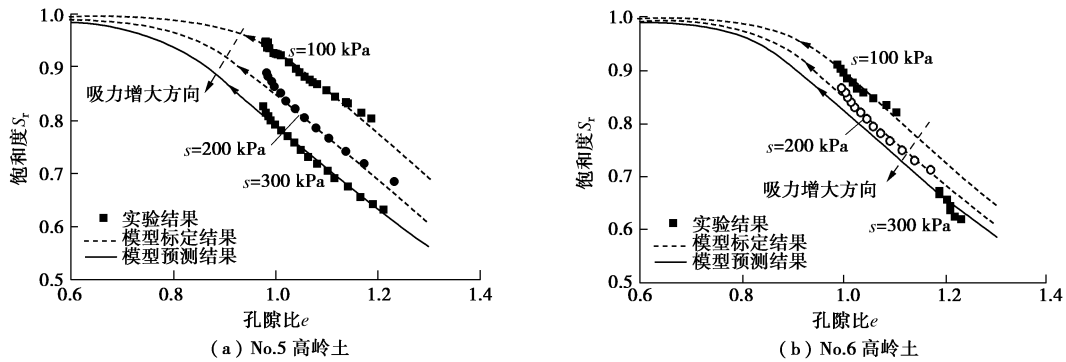 1.0
0.9
0.8
0.7
0.6
0.5
饱和度Sr
s=100 kPa
吸力增大方向
s=200 kPa
s=300 kPa
实验结果
模型标定结果
模型预测结果
0.6 0.8 1.0 1.2 1.4
孔隙比e
(a) No.5 高岭土
1.0
0.9
0.8
0.7
0.6
0.5
饱和度Sr
s=100 kPa
s=200 kPa
吸力增大方向
s=300 kPa
实验结果
模型标定结果
模型预测结果
0.6 0.8 1.0 1.2 1.4
孔隙比e
(b) No.6 高岭土